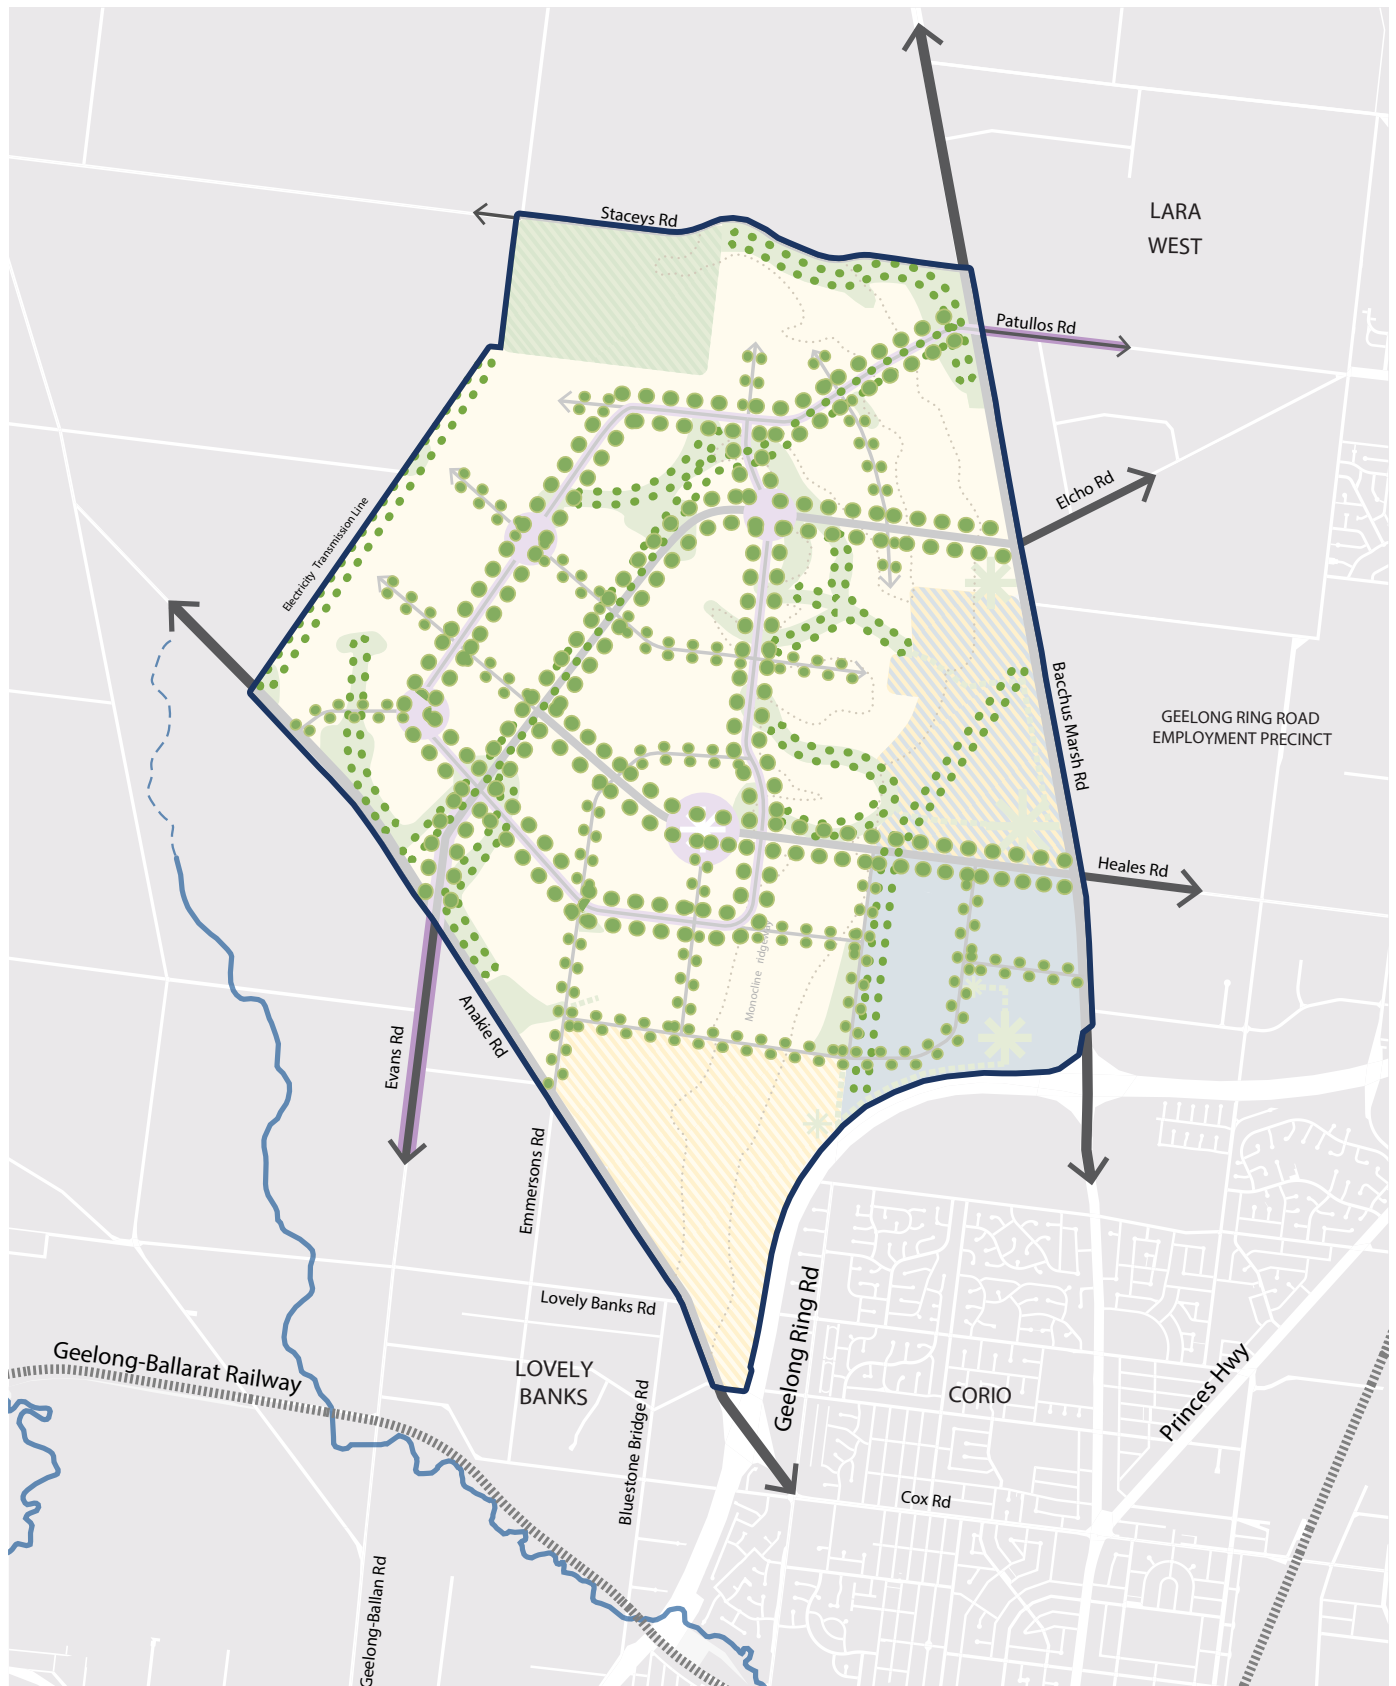 LARA
WEST
Staceys Rd
Patullos Rd
Elcho Rd
Electricity Transmission Line
Bacchus Marsh Rd
GEELONG RING ROAD
EMPLOYMENT PRECINCT
Heales Rd
Monocline ridgeway
Anakie Rd
Evans Rd
Emmersons Rd
Lovely Banks Rd
Geelong Ring Rd
Geelong-Ballarat Railway
LOVELY
BANKS
CORIO
Princes Hwy
Bluestone Bridge Rd
Cox Rd
Geelong-Ballan Rd